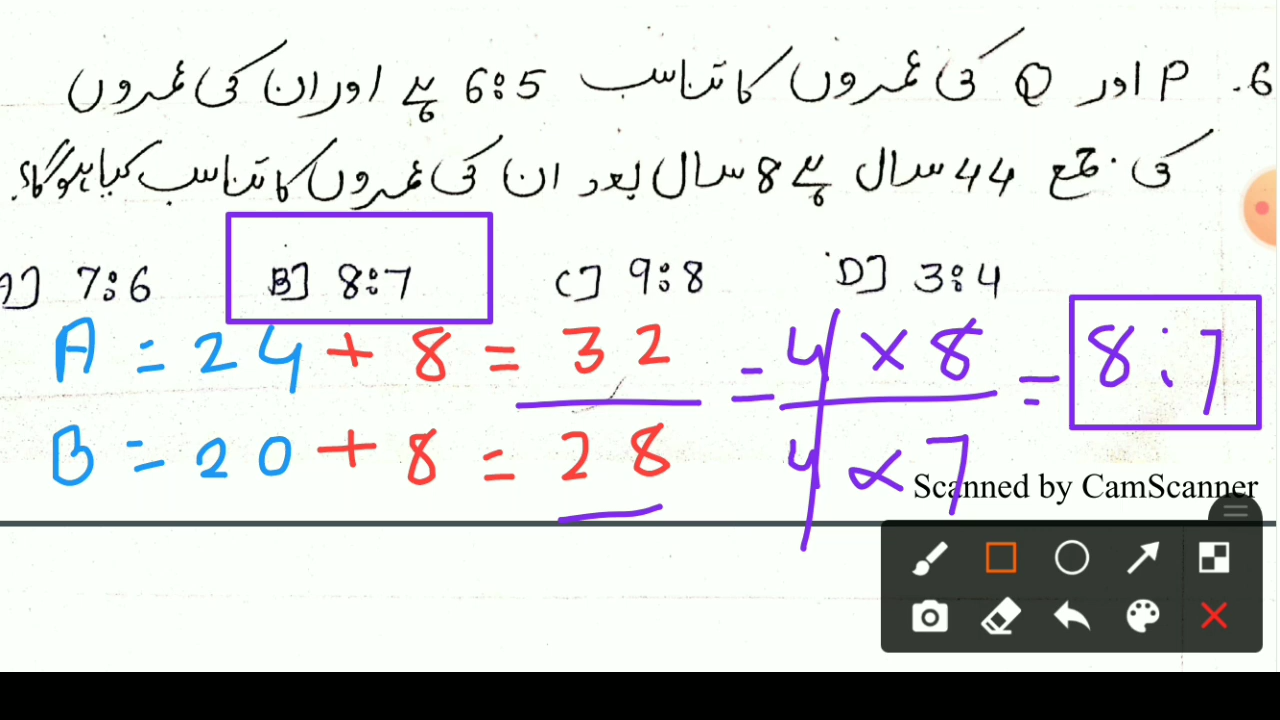 6. P اور Q کی عمروں کا تناسب 6:5 ہے اور ان کی عمروں
کی جمع 44 سال ہے 8 سال بعد ان کی عمروں کا تناسب کیا ہوگا؟
A] 7:6 B] 8:7 C] 9:8 D] 3:4
A = 24 + 8 = 32 = 4 × 8 = 8:7
B = 20 + 8 = 28 4 × 7
Scanned by CamScanner